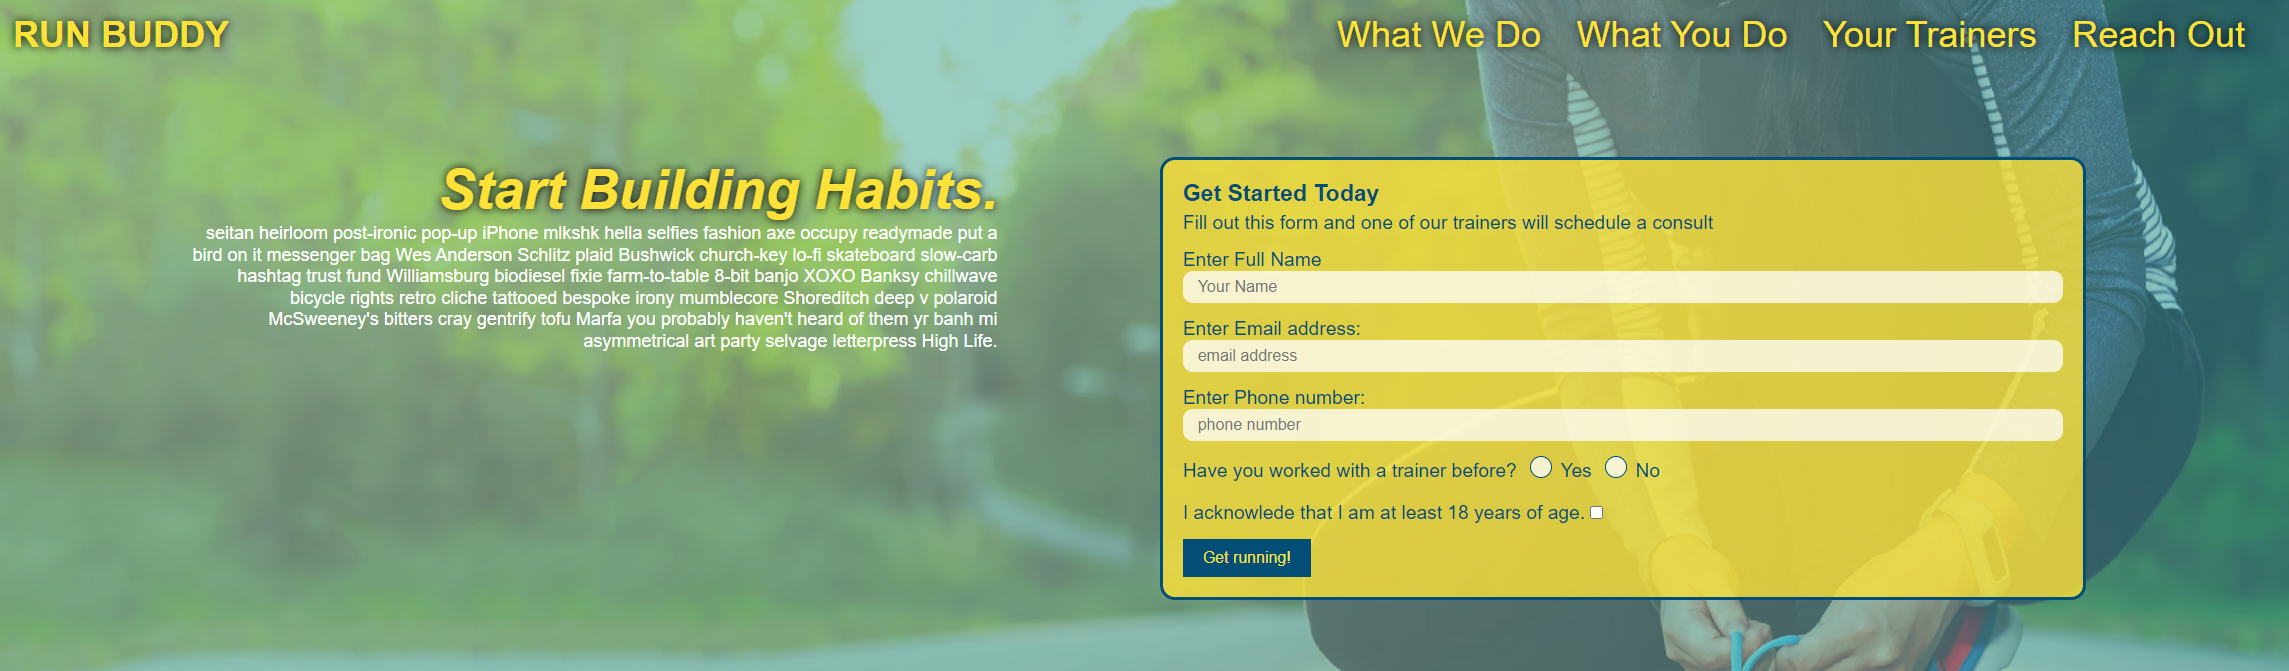 RUN BUDDY
What We Do What You Do Your Trainers Reach Out
Start Building Habits.
seitan heirloom post-ironic pop-up iPhone mlkshk hella selfies fashion axe occupy readymade put a
bird on it messenger bag Wes Anderson Schlitz plaid Bushwick church-key lo-fi skateboard slow-carb
hashtag trust fund Williamsburg biodiesel fixie farm-to-table 8-bit banjo XOXO Banksy chillwave
bicycle rights retro cliche tattooed bespoke irony mumblecore Shoreditch deep v polaroid
McSweeney's bitters cray gentrify tofu Marfa you probably haven't heard of them yr banh mi
asymmetrical art party selvage letterpress High Life.
Get Started Today
Fill out this form and one of our trainers will schedule a consult
Enter Full Name
Your Name
Enter Email address:
email address
Enter Phone number:
phone number
Have you worked with a trainer before? Yes No
I acknowlede that I am at least 18 years of age.
Get running!